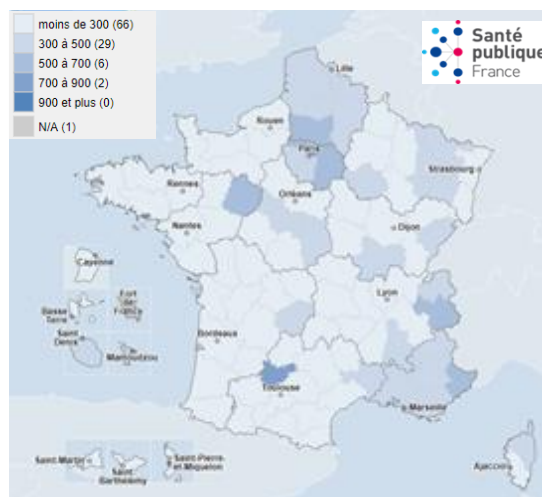 moins de 300 (66)
300 à 500 (29)
500 à 700 (6)
700 à 900 (2)
900 et plus (0)
N/A (1)
Santé
publique
France
Lille
Rouen
Paris
Strasbourg
Rennes
Orléans
Nantes
Dijon
Cayenne
Basse
Terre
Fort
de
France
Lyon
Saint
Denis
Mamoudzou
Bordeaux
Toulouse
Marseille
Saint-Martin
Saint-
Barthélémy
Saint-Pierre-
et-Miquelon
Ajaccio